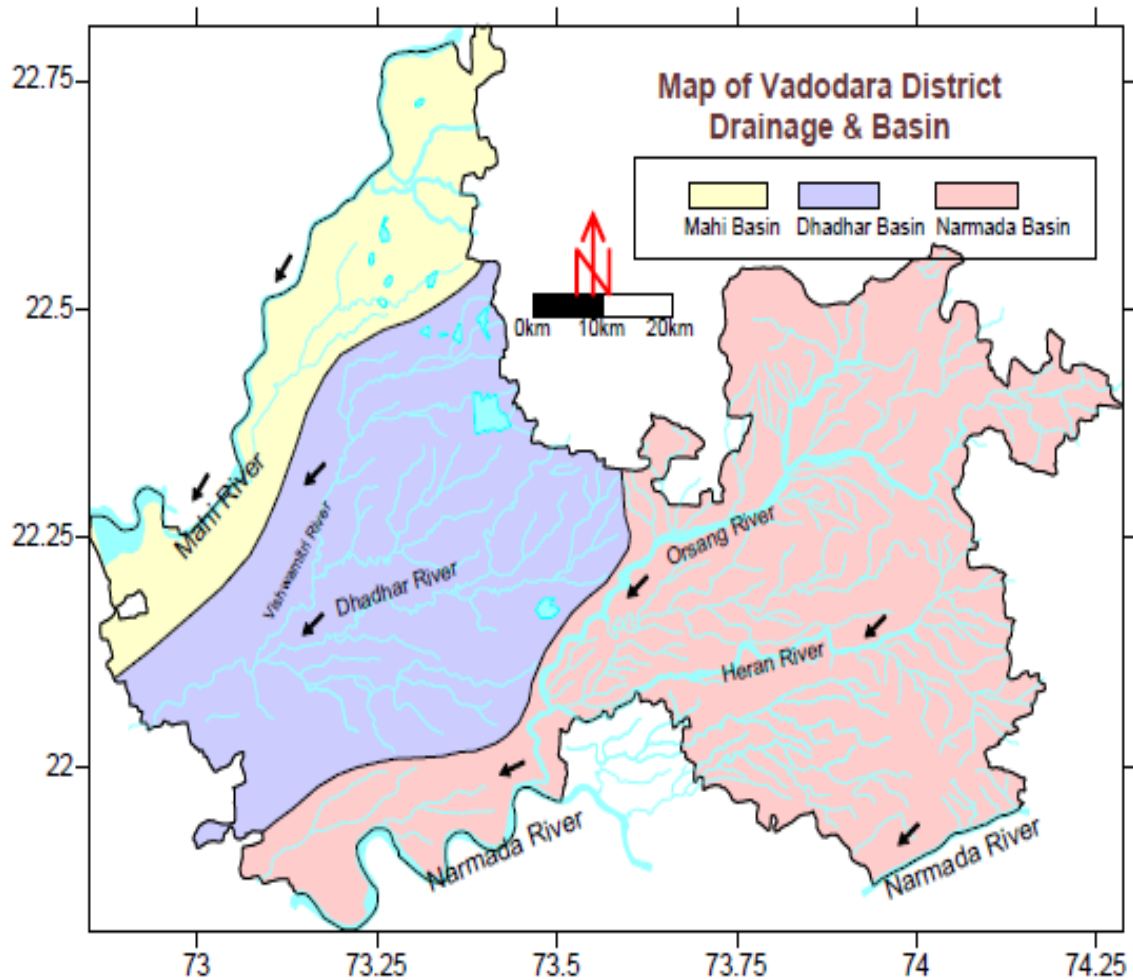 Map of Vadodara District
Drainage & Basin
Mahi Basin
Dhadhar Basin
Narmada Basin
N
0km
10km
20km
22.75
22.5
22.25
22
73
73.25
73.5
73.75
74
74.25
Mahi River
Vishwamitri River
Dhadhar River
Orsang River
Heran River
Narmada River
Narmada River